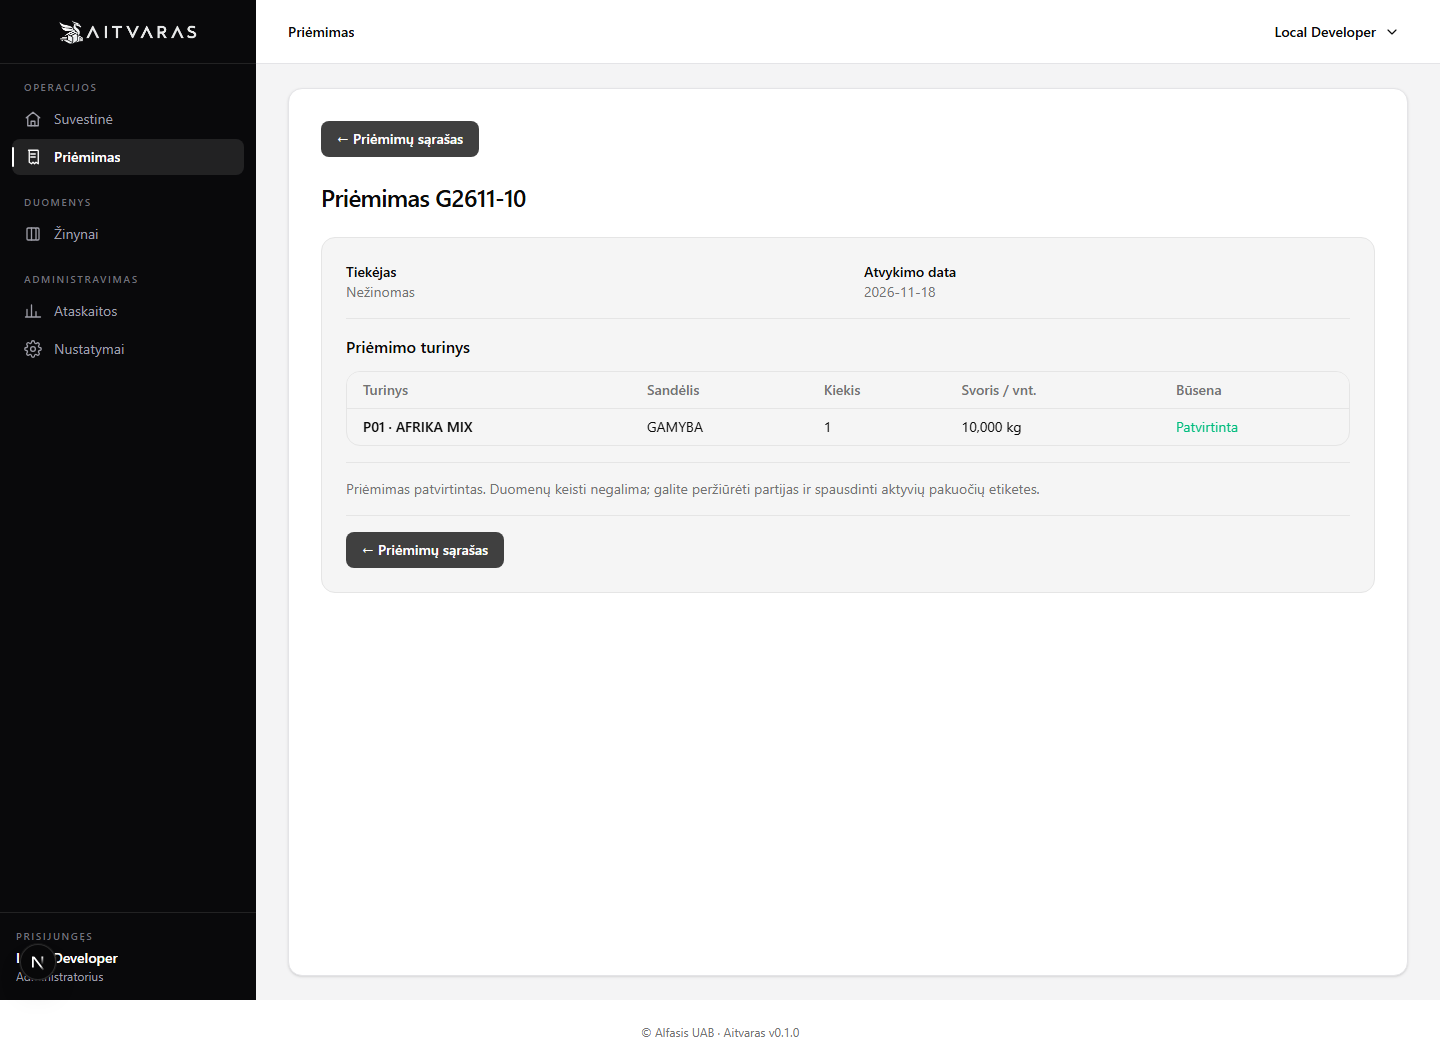 AITVARAS
Priėmimas
Local Developer
OPERACIJOS
Suvestinė
Priėmimas
DUOMENYS
Žinynai
ADMINISTRAVIMAS
Ataskaitos
Nustatymai
← Priėmimų sąrašas
Priėmimas G2611-10
Tiekėjas
Nežinomas
Atvykimo data
2026-11-18
Priėmimo turinys
Turinys Sandėlis Kiekis Svoris / vnt. Būsena
P01 · AFRIKA MIX GAMYBA 1 10,000 kg Patvirtinta
Priėmimas patvirtintas. Duomenų keisti negalima; galite peržiūrėti partijas ir spausdinti aktyvių pakuočių etiketes.
← Priėmimų sąrašas
PRISIJUNGĘS
N
Developer
© Alfasis UAB · Aitvaras v0.1.0